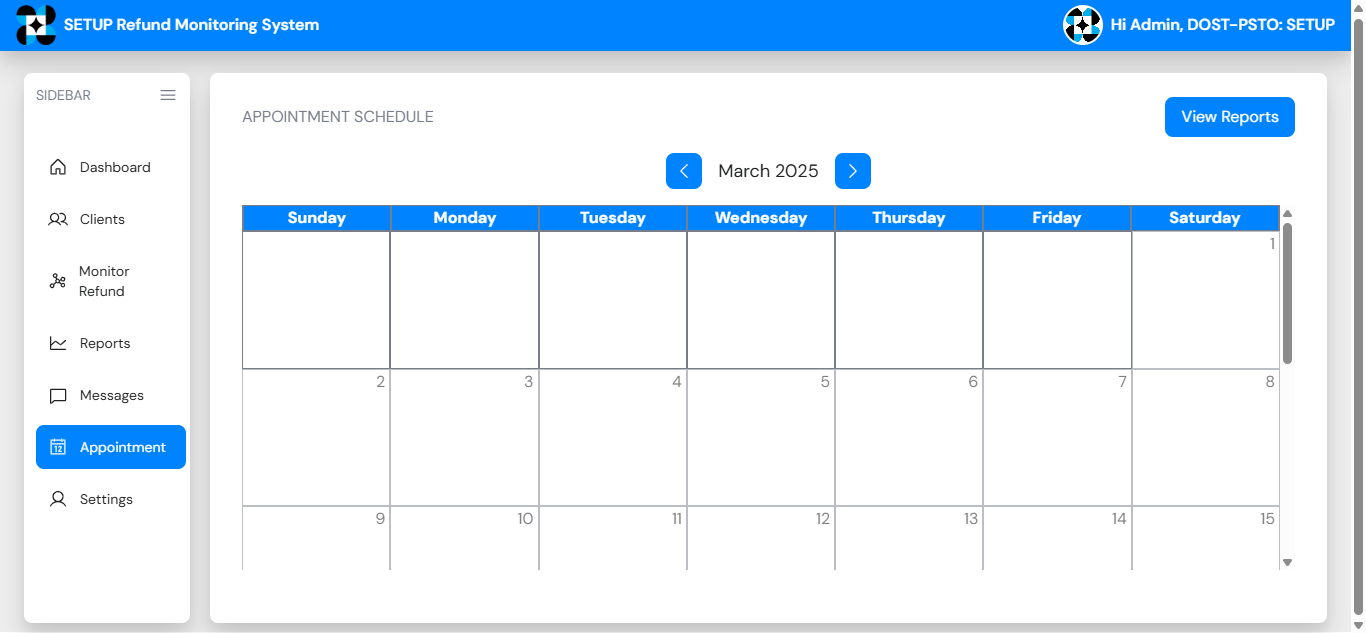 SETUP Refund Monitoring System
Hi Admin, DOST-PSTO: SETUP
SIDEBAR
Dashboard
Clients
Monitor
Refund
Reports
Messages
12
Appointment
Settings
APPOINTMENT SCHEDULE
View Reports
March 2025
Sunday Monday Tuesday Wednesday Thursday Friday Saturday
1
2 3 4 5 6 7 8
9 10 11 12 13 14 15